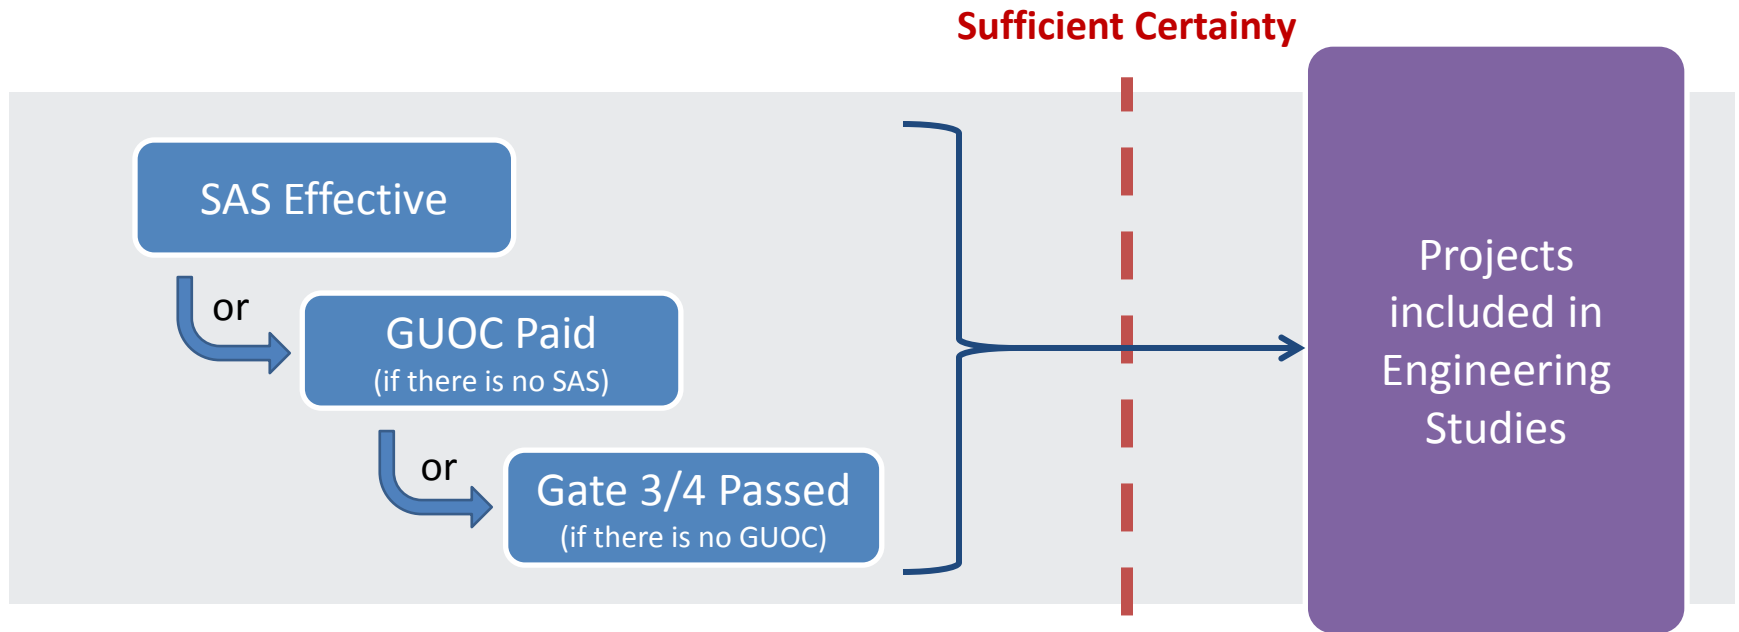 Sufficient Certainty
SAS Effective
or
GUOC Paid
(if there is no SAS)
or
Gate 3/4 Passed
(if there is no GUOC)
Projects
included in
Engineering
Studies